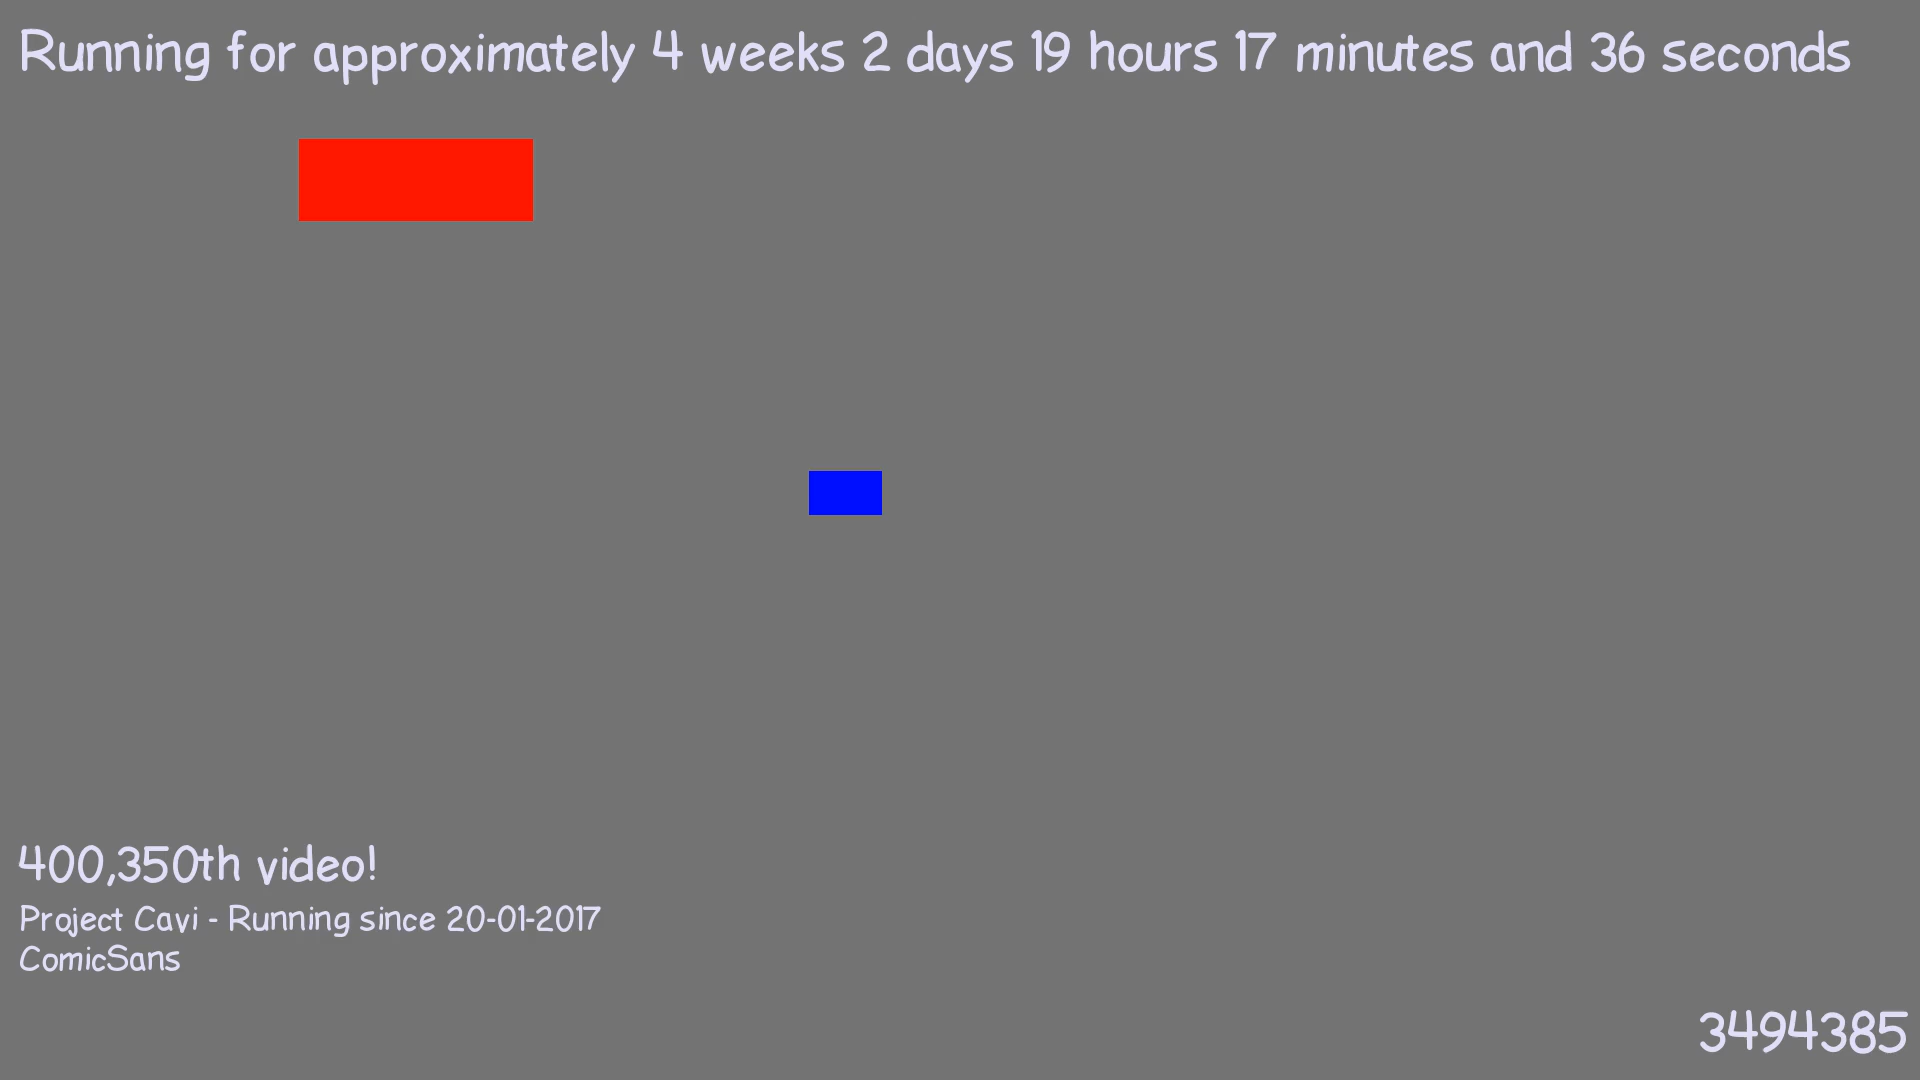 Running for approximately 4 weeks 2 days 19 hours 17 minutes and 36 seconds
400,350th video!
Project Cavi - Running since 20-01-2017
ComicSans
3494385